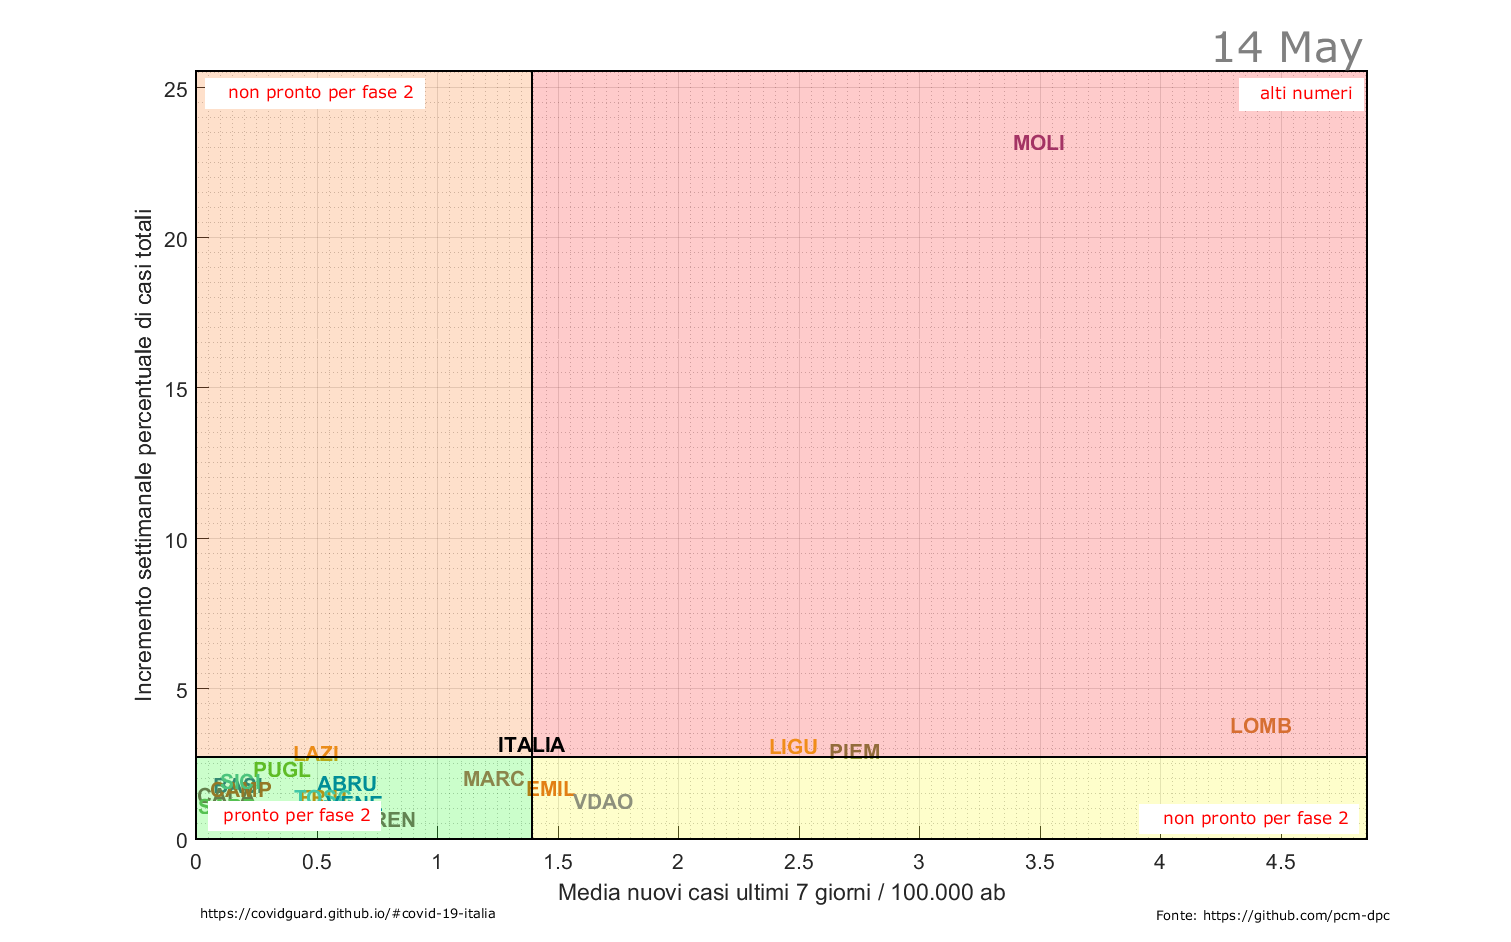 14 May
25
non pronto per fase 2
alti numeri
MOLI
20
15
10
5
0
Incremento settimanale percentuale di casi totali
LOMB
ITALIA
LIGU
PIEM
LAZI
PUGL
MARC
ABRU
EMIL
CAMP
VDAO
pronto per fase 2
non pronto per fase 2
0 0.5 1 1.5 2 2.5 3 3.5 4 4.5
Media nuovi casi ultimi 7 giorni / 100.000 ab
https://covidguard.github.io/#covid-19-italia
Fonte: https://github.com/pcm-dpc